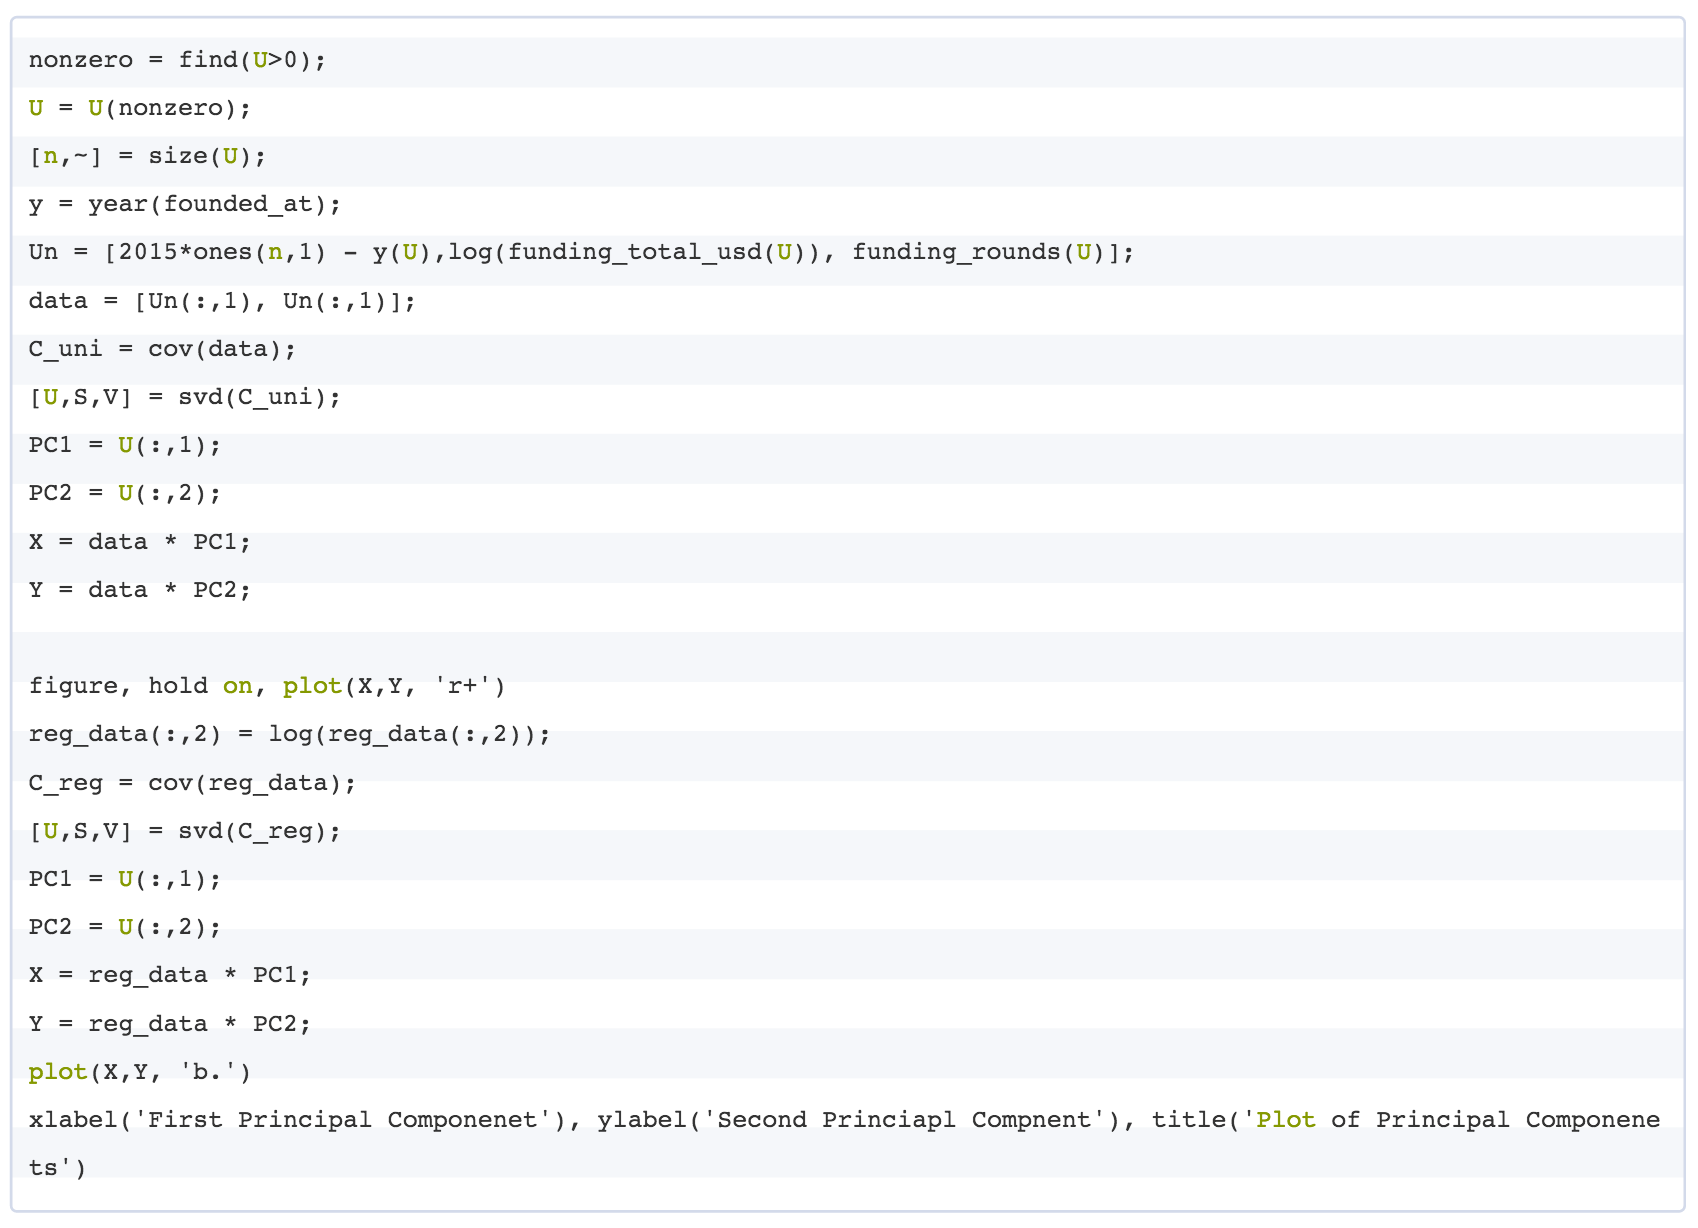 nonzero = find(U>0);
U = U(nonzero);
[n,~] = size(U);
y = year(founded_at);
Un = [2015*ones(n,1) - y(U),log(funding_total_usd(U)), funding_rounds(U)];
data = [Un(:,1), Un(:,1)];
C_uni = cov(data);
[U,S,V] = svd(C_uni);
PC1 = U(:,1);
PC2 = U(:,2);
X = data * PC1;
Y = data * PC2;
figure, hold on, plot(X,Y, 'r+')
reg_data(:,2) = log(reg_data(:,2));
C_reg = cov(reg_data);
[U,S,V] = svd(C_reg);
PC1 = U(:,1);
PC2 = U(:,2);
X = reg_data * PC1;
Y = reg_data * PC2;
plot(X,Y, 'b.')
xlabel('First Principal Componenet'), ylabel('Second Princiapl Compnent'), title('Plot of Principal Componene
ts')